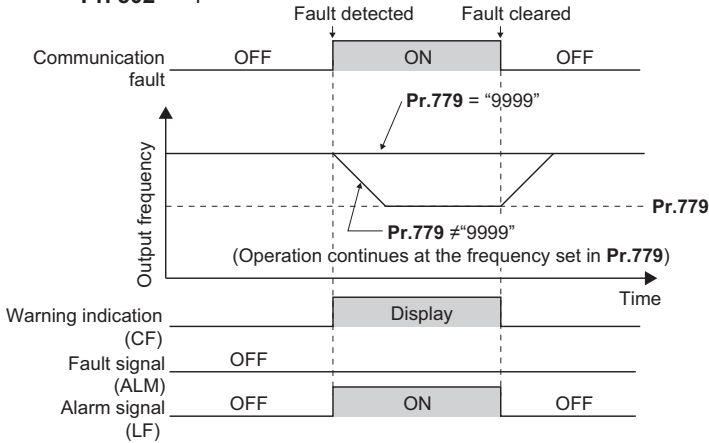 Fault detected Fault cleared
Communication fault
OFF ON OFF
Pr.779 = “9999”
Output frequency
Pr.779
Pr.779 ≠“9999”
(Operation continues at the frequency set in Pr.779)
Time
Warning indication
(CF)
Display
Fault signal
(ALM)
OFF
Alarm signal
(LF)
OFF ON OFF